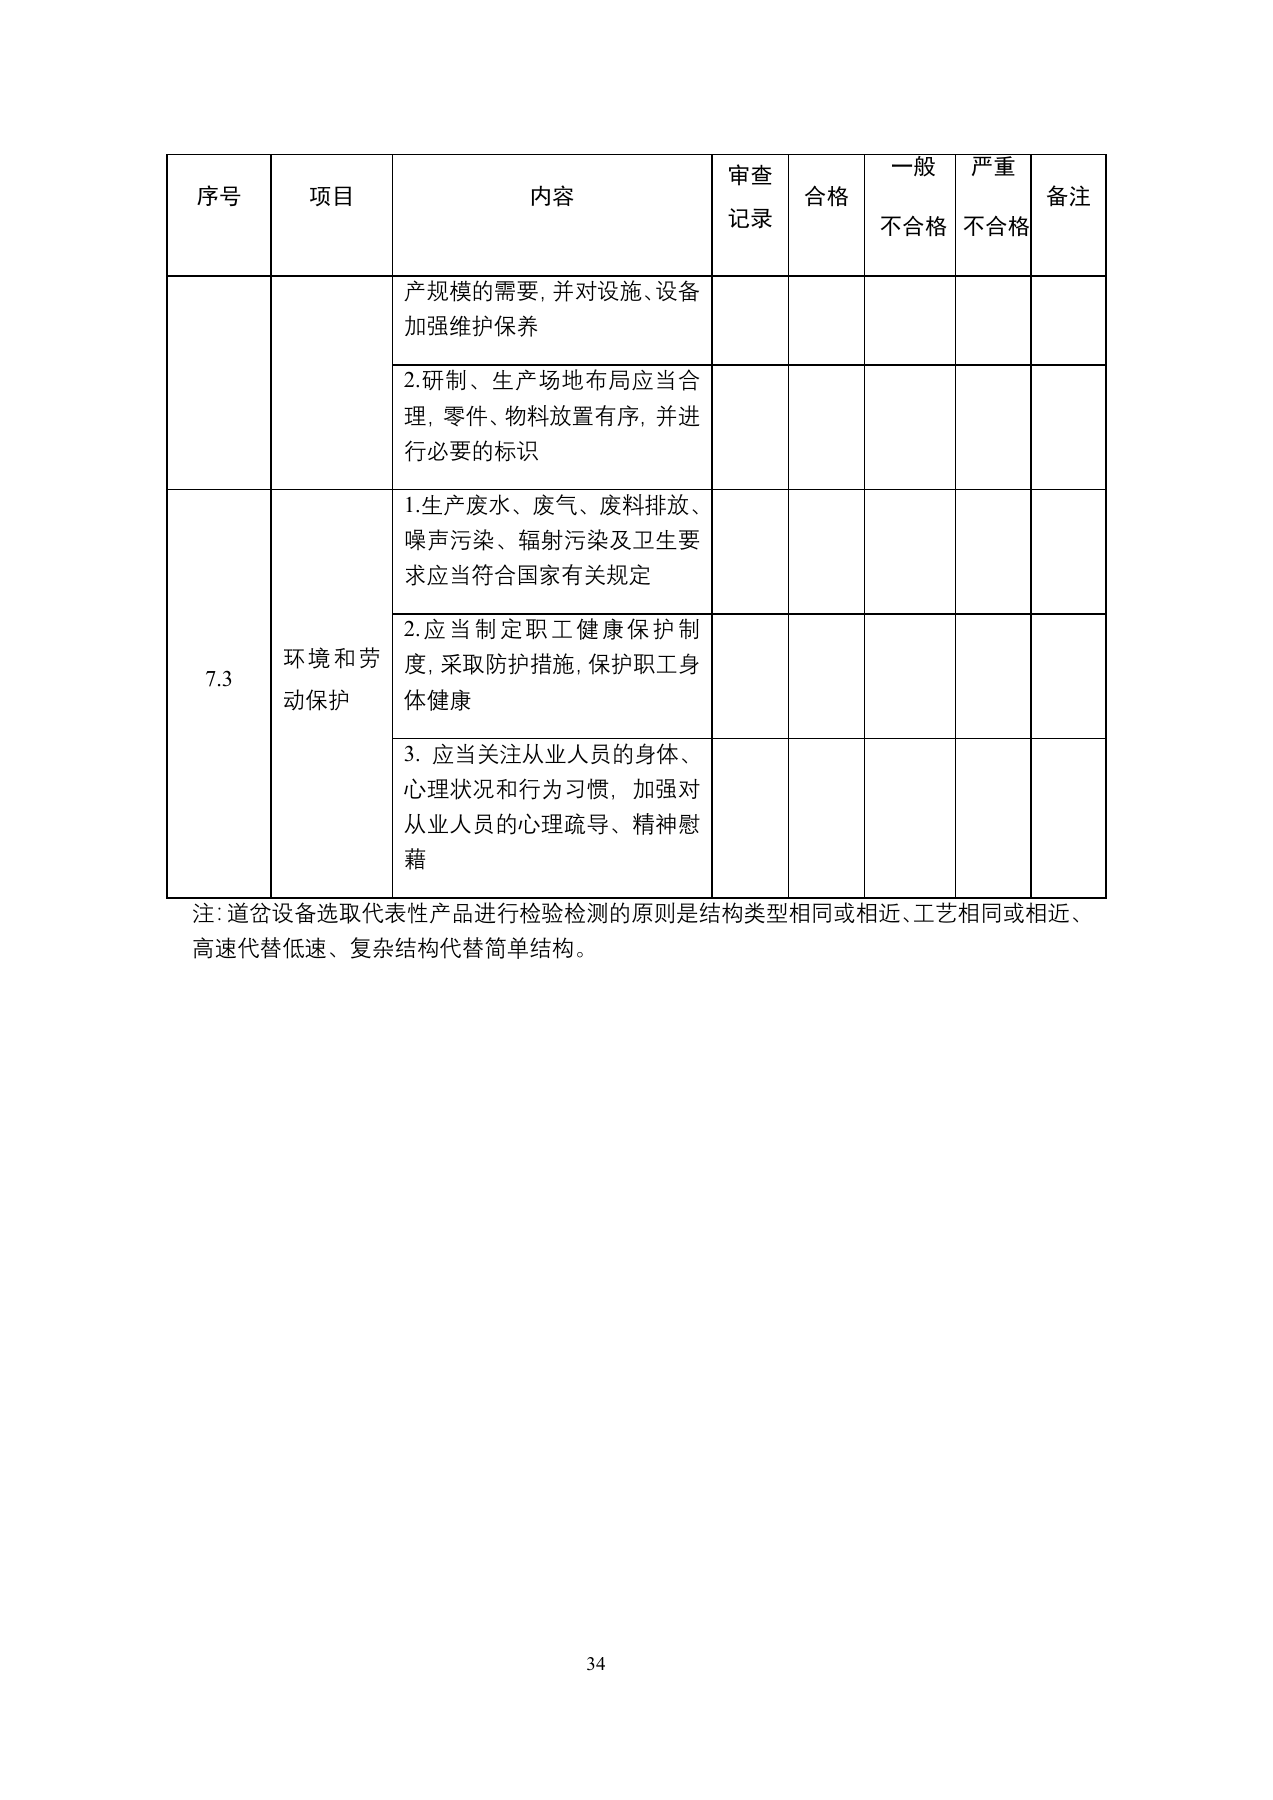 序号 项目 内容 审查记录 合格 一般不合格 严重不合格 备注
产规模的需要,并对设施、设备
加强维护保养
2.研制、生产场地布局应当合
理,零件、物料放置有序,并进
行必要的标识
7.3
环境和劳
动保护
1.生产废水、废气、废料排放、
噪声污染、辐射污染及卫生要
求应当符合国家有关规定
2.应当制定职工健康保护制
度,采取防护措施,保护职工身
体健康
3. 应当关注从业人员的身体、
心理状况和行为习惯,加强对
从业人员的心理疏导、精神慰
藉
注:道岔设备选取代表性产品进行检验检测的原则是结构类型相同或相近、工艺相同或相近、
高速代替低速、复杂结构代替简单结构。
34